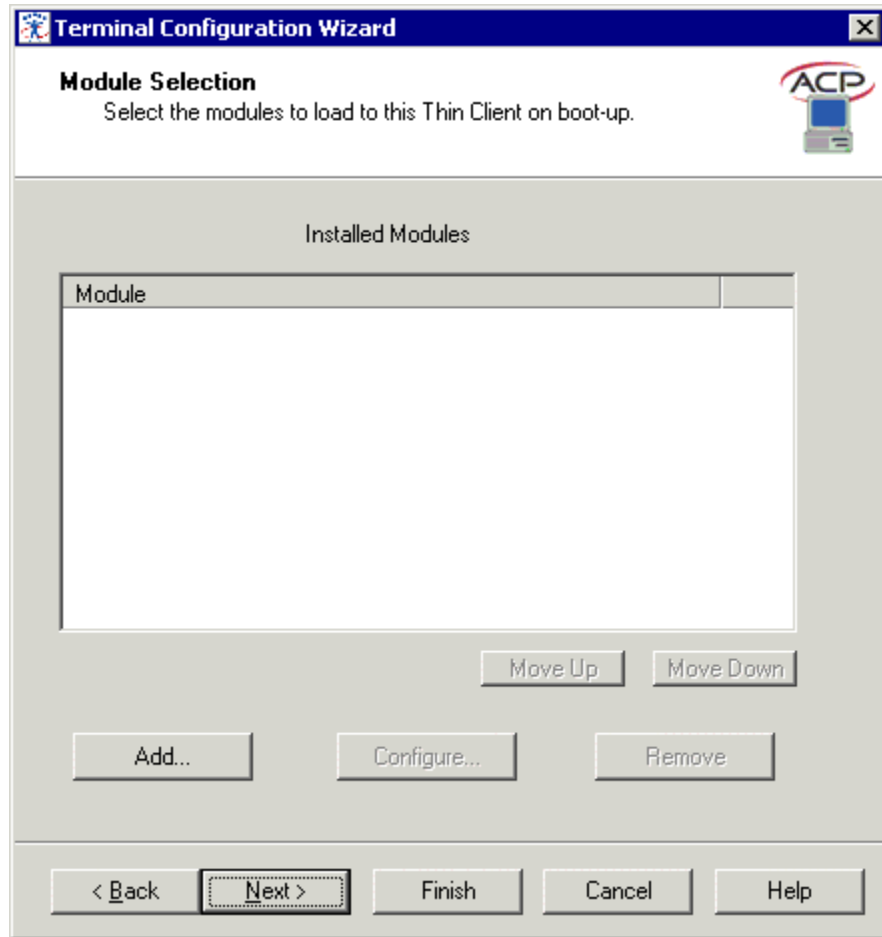 Terminal Configuration Wizard
Module Selection
Select the modules to load to this Thin Client on boot-up.
ACP
Installed Modules
Module
Move Up Move Down
Add... Configure... Remove
< Back Next > Finish Cancel Help